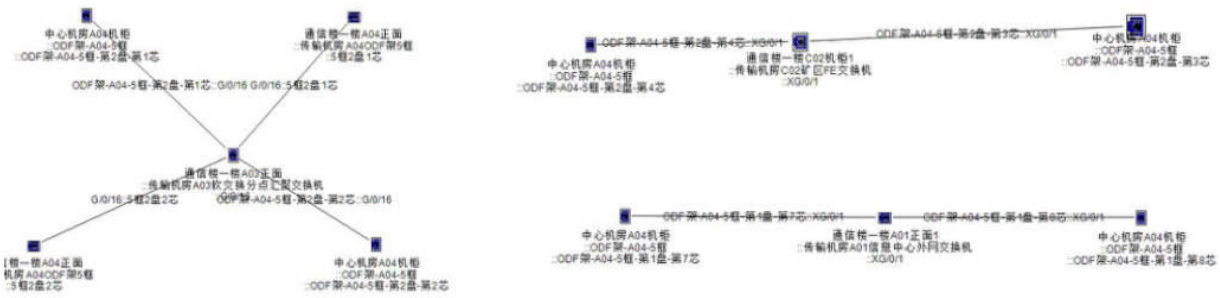 中心机房A04机柜
::ODF架-A04-5框
::ODF架-A04-5框-第2盘-第1芯
通信楼一楼A04正面
::传输机房A04ODF架5框
::5框2盘1芯
ODF架-A04-5框-第2盘-第1芯::G/0/16
G/0/16::5框2盘1芯
通信楼一楼A03正面
::传输机房A03软交换分点汇聚交换机
::G/0/16
G/0/16::5框2盘2芯
ODF架-A04-5框-第2盘-第2芯::G/0/16
楼一楼A04正面
机房A04ODF架5框
::5框2盘2芯
中心机房A04机柜
::ODF架-A04-5框
::ODF架-A04-5框-第2盘-第2芯
ODF架-A04-5框-第2盘-第4芯::XG/0/1
ODF架-A04-5框-第2盘-第3芯::XG/0/1
中心机房A04机柜
::ODF架-A04-5框
::ODF架-A04-5框-第2盘-第4芯
通信楼一楼C02机柜1
::传输机房C02矿区FE交换机
::XG/0/1
中心机房A04机柜
::ODF架-A04-5框
::ODF架-A04-5框-第2盘-第3芯
ODF架-A04-5框-第1盘-第7芯::XG/0/1
ODF架-A04-5框-第1盘-第8芯::XG/0/1
中心机房A04机柜
::ODF架-A04-5框
::ODF架-A04-5框-第1盘-第7芯
通信楼一楼A01正面1
::传输机房A01信息中心外网交换机
::XG/0/1
中心机房A04机柜
::ODF架-A04-5框
::ODF架-A04-5框-第1盘-第8芯